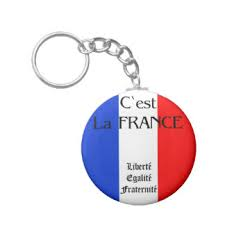 C`est
La FRANCE
Liberté
Egalité
Fraternité